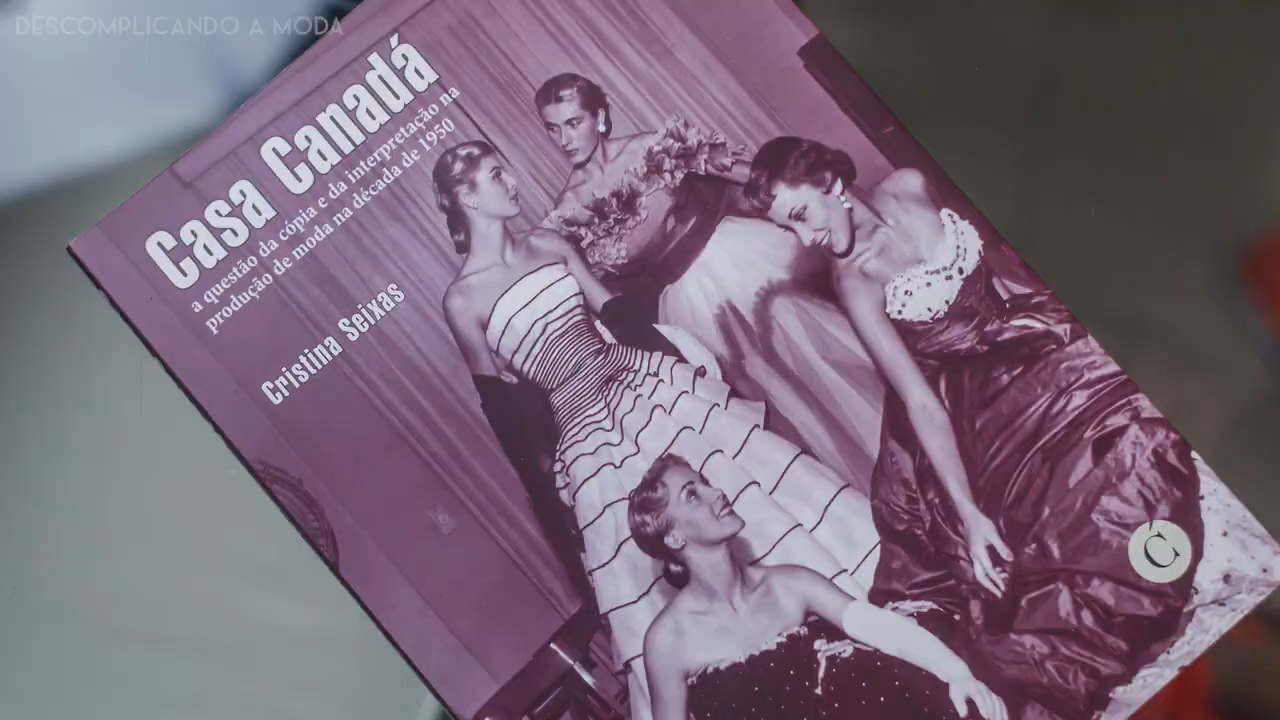 DESCOMPLICANDO A MODA
Casa Canadá
a questão da cópia e da interpretação na
produção de moda na década de 1950
Cristina Seixas
Ć